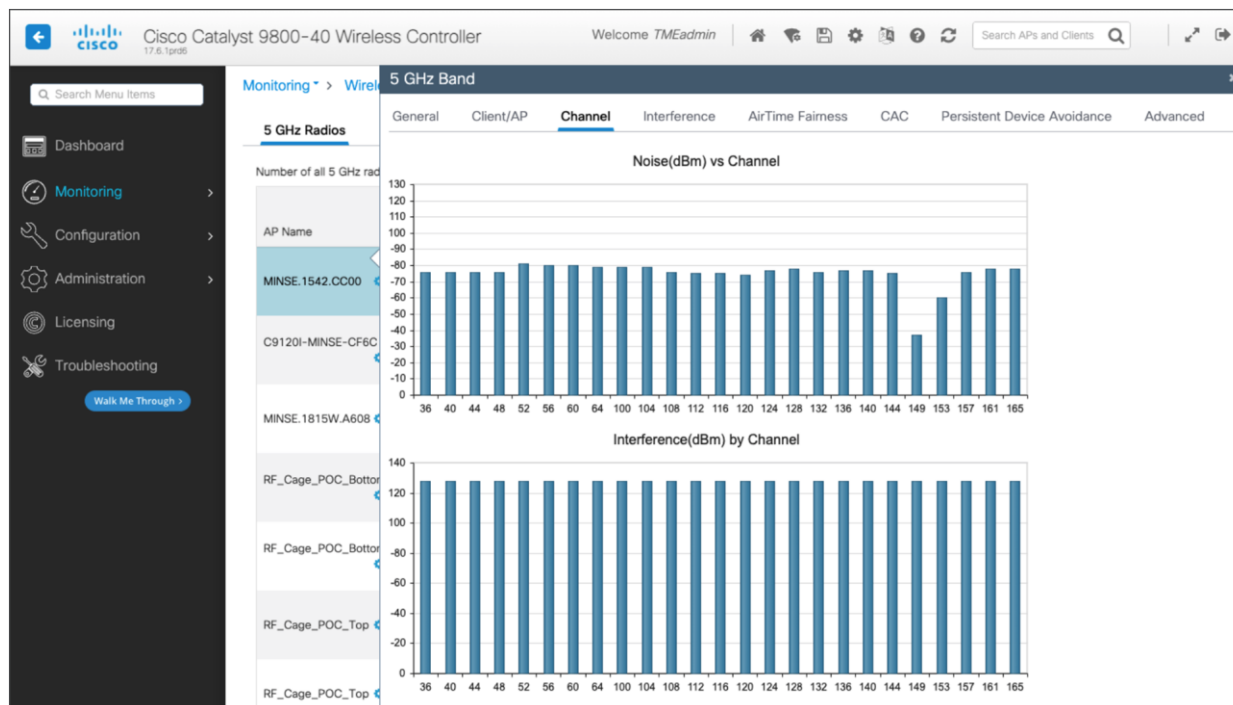 CISCO
Cisco Catalyst 9800-40 Wireless Controller
17.6.1prd6
Welcome TMEadmin
Search APs and Clients
Search Menu Items
Dashboard
Monitoring
Configuration
Administration
Licensing
Troubleshooting
Walk Me Through >
Monitoring > Wirel
5 GHz Radios
Number of all 5 GHz rad
AP Name
MINSE.1542.CC00
C9120I-MINSE-CF6C
MINSE.1815W.A608
RF_Cage_POC_Bottor
RF_Cage_POC_Bottor
RF_Cage_POC_Top
RF_Cage_POC_Top
5 GHz Band
General Client/AP Channel Interference AirTime Fairness CAC Persistent Device Avoidance Advanced
Noise(dBm) vs Channel
130
120
110
100
-90
-80
-70
-60
-50
-40
-30
-20
-10
0
36 40 44 48 52 56 60 64 100 104 108 112 116 120 124 128 132 136 140 144 149 153 157 161 165
Interference(dBm) by Channel
140
120
100
-80
-60
-40
-20
0
36 40 44 48 52 56 60 64 100 104 108 112 116 120 124 128 132 136 140 144 149 153 157 161 165